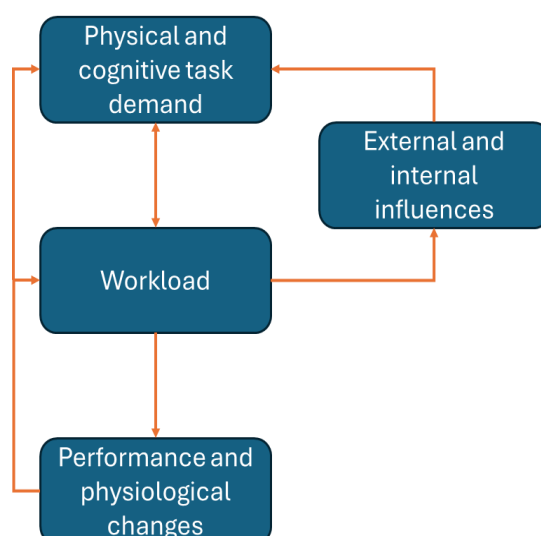 Physical and
cognitive task
demand
External and
internal
influences
Workload
Performance and
physiological
changes